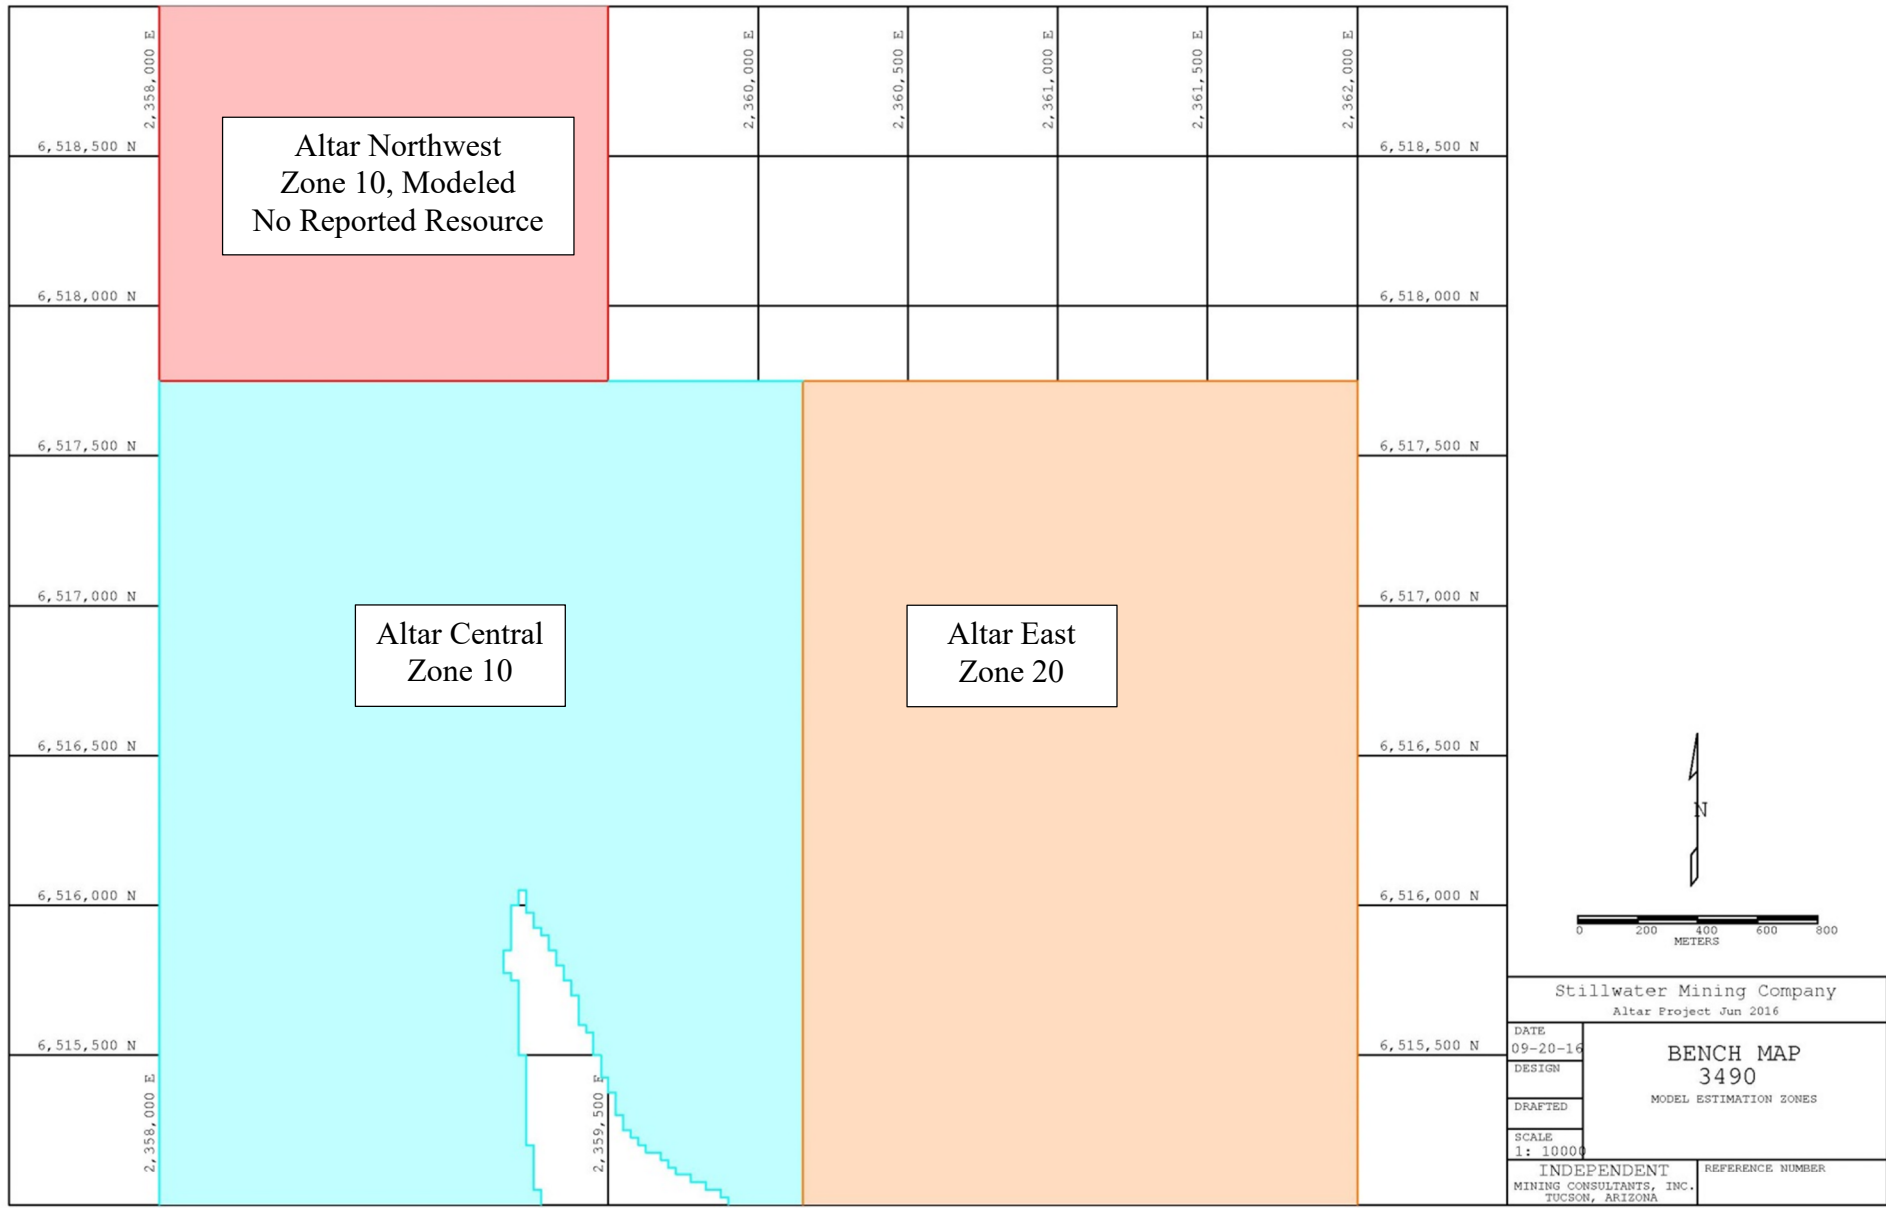 2,358,000 E
2,360,000 E
2,360,500 E
2,361,000 E
2,361,500 E
2,362,000 E
Altar Northwest
Zone 10, Modeled
No Reported Resource
6,518,500 N
6,518,500 N
6,518,000 N
6,518,000 N
6,517,500 N
6,517,500 N
6,517,000 N
6,517,000 N
Altar Central
Zone 10
Altar East
Zone 20
6,516,500 N
6,516,500 N
N
6,516,000 N
6,516,000 N
0 200 400 600 800
METERS
6,515,500 N
6,515,500 N
2,358,000 E
2,359,500 E
Stillwater Mining Company
Altar Project Jun 2016
DATE
09-20-16
DESIGN
DRAFTED
SCALE
1: 10000
BENCH MAP
3490
MODEL ESTIMATION ZONES
INDEPENDENT
MINING CONSULTANTS, INC.
TUCSON, ARIZONA
REFERENCE NUMBER